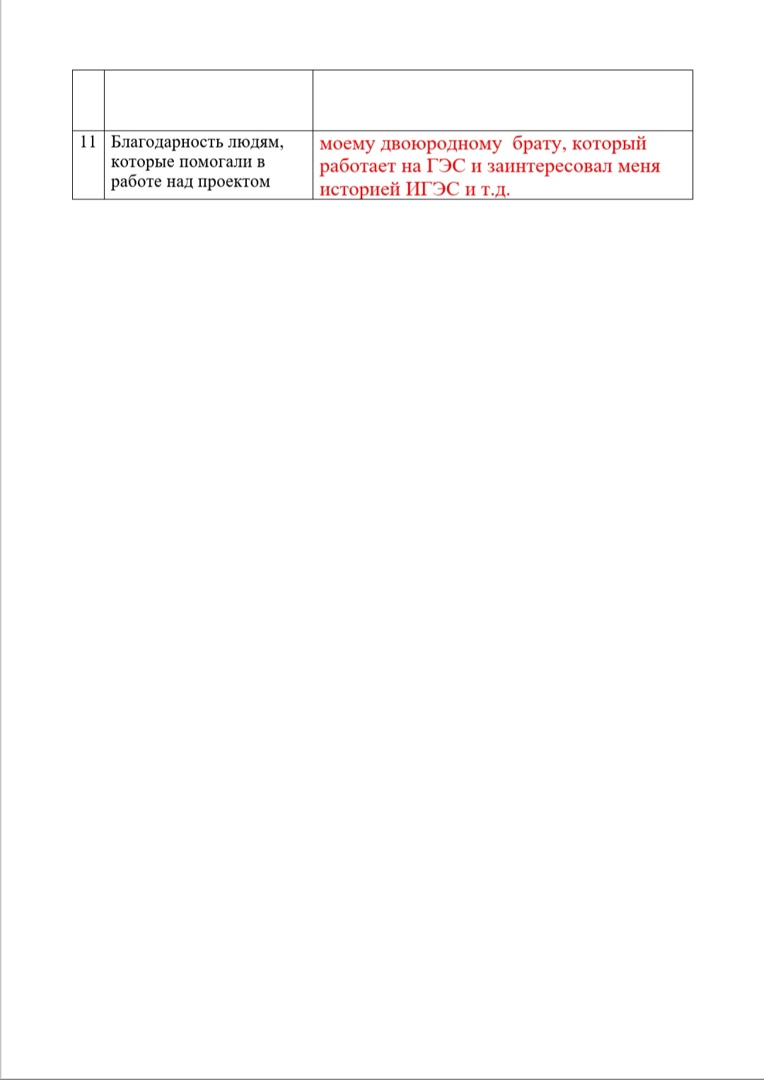 11 Благодарность людям,
которые помогали в
работе над проектом
моему двоюродному  брату, который
работает на ГЭС и заинтересовал меня
историей ИГЭС и т.д.